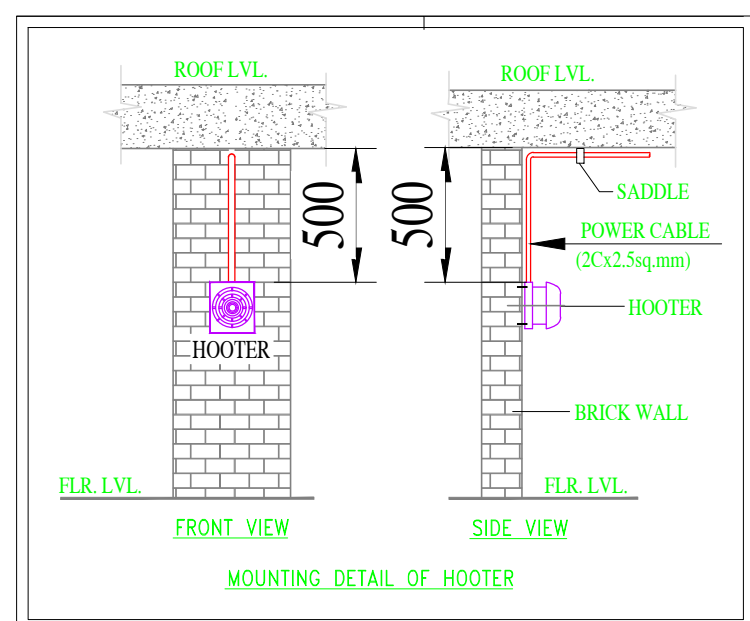 ROOF LVL.
ROOF LVL.
500
500
SADDLE
POWER CABLE
(2Cx2.5sq.mm)
HOOTER
HOOTER
BRICK WALL
FLR. LVL.
FLR. LVL.
FRONT VIEW
SIDE VIEW
MOUNTING DETAIL OF HOOTER